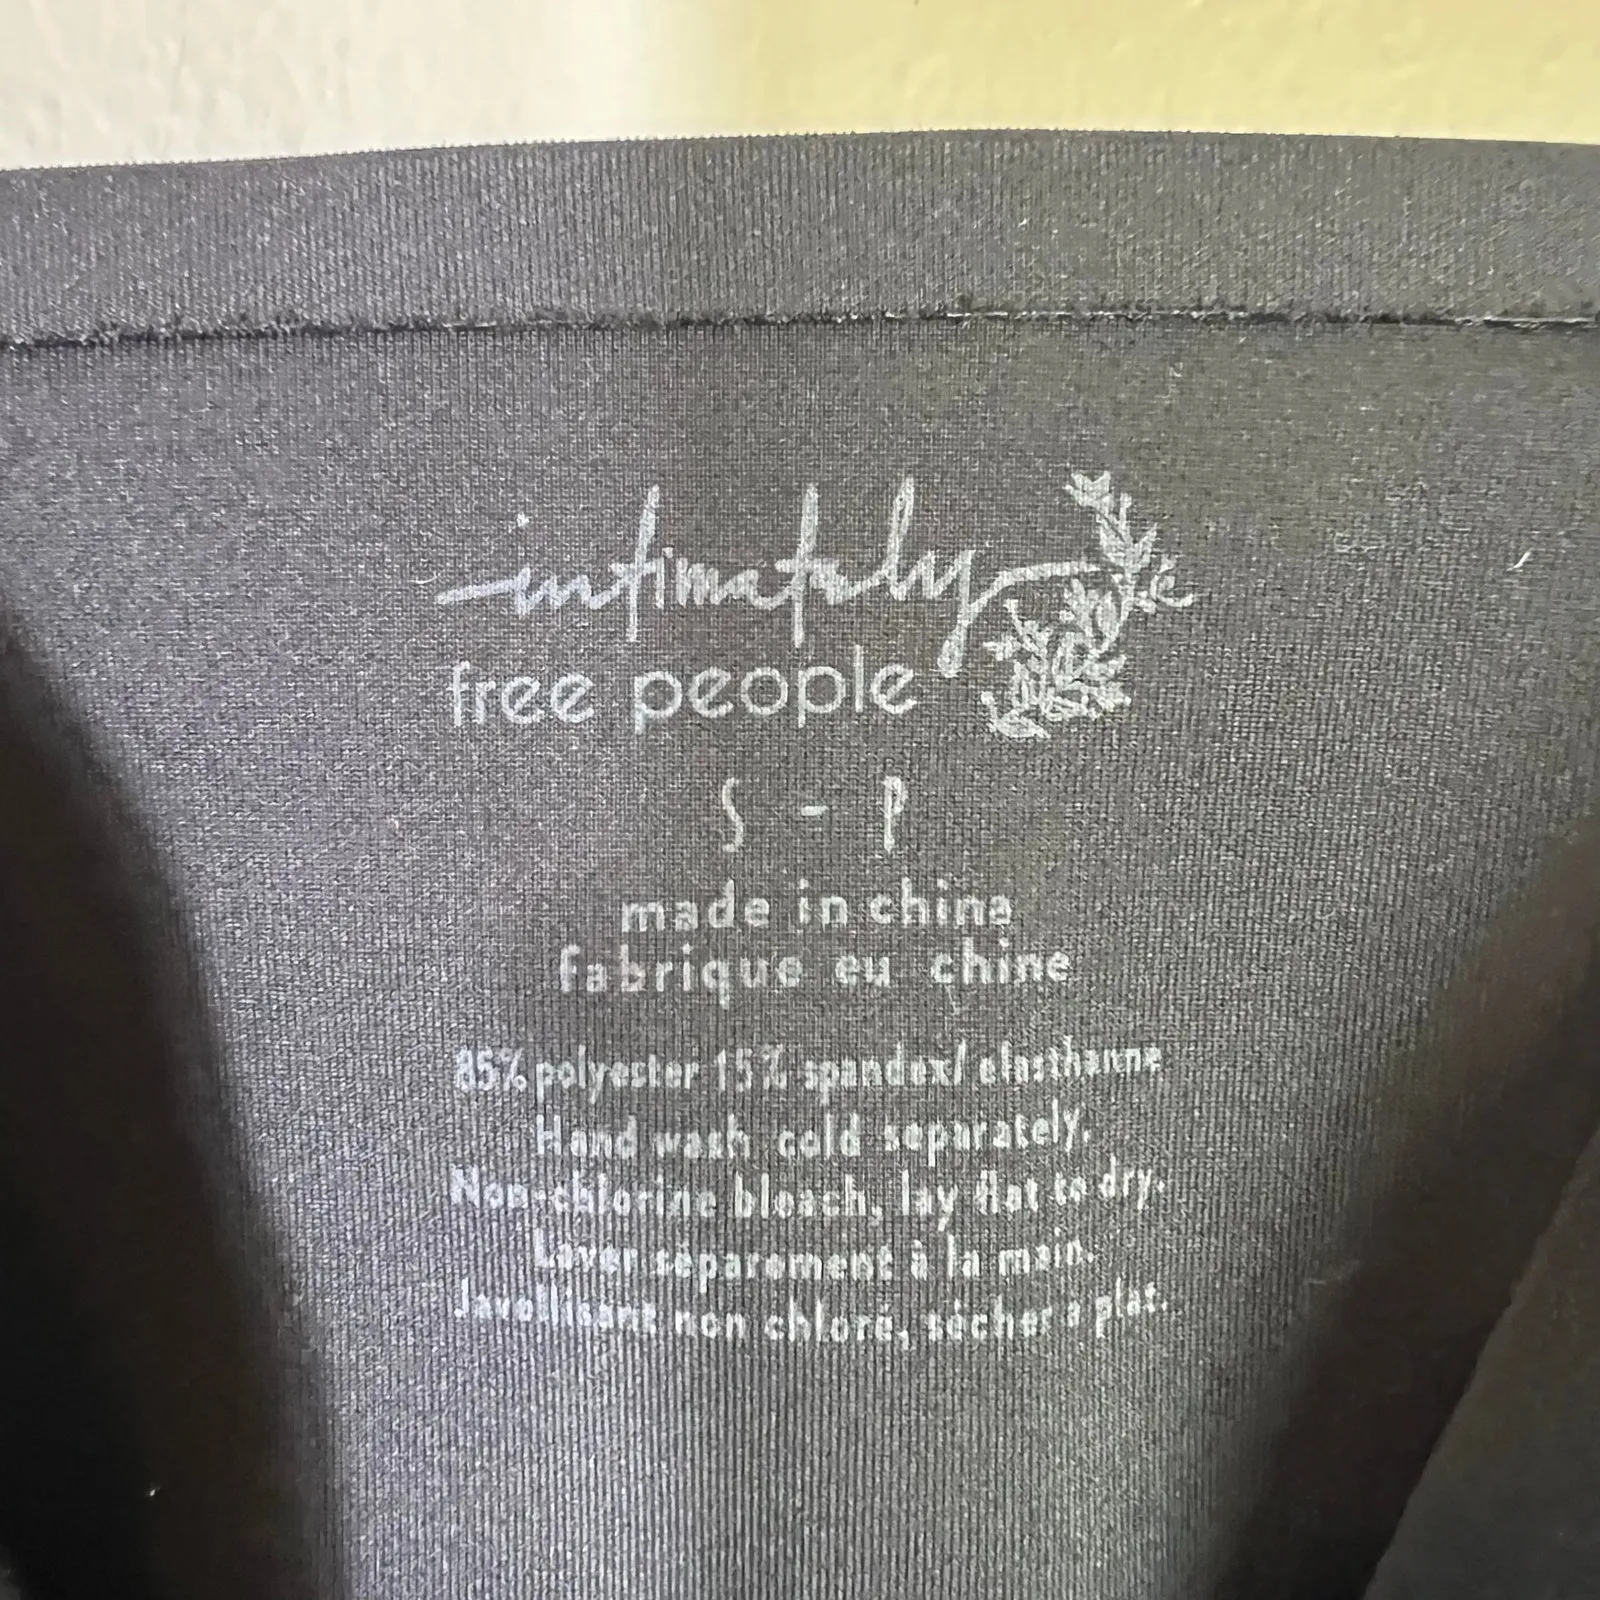 intimately
free people
S - P
made in china
fabrique eu chine
85% polyester 15% spandex/ elasthanne
Hand wash cold separately.
Non-chlorine bleach, lay flat to dry.
Laver séparement à la main.
Javellisant non chloré, sécher à plat.